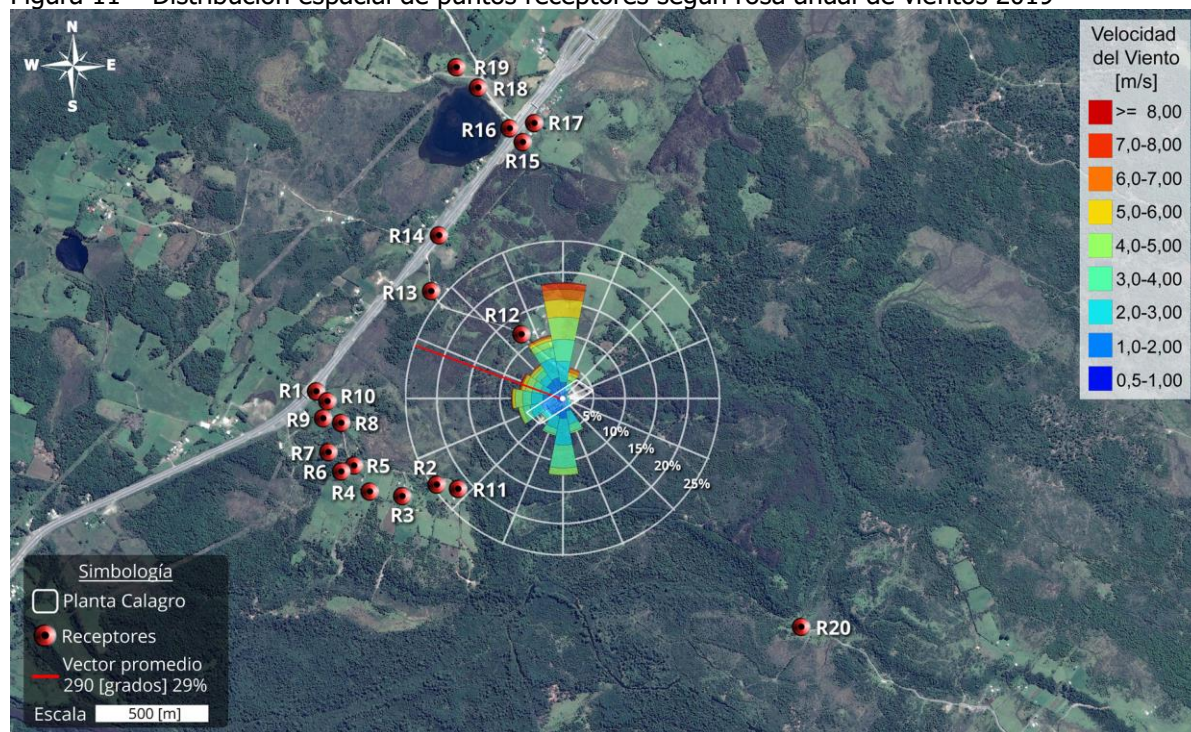 Figura 11 – Distribución espacial de puntos receptores según rosa anual de vientos 2019
N
W E
S
Velocidad
del Viento
[m/s]
>= 8,00
7,0-8,00
6,0-7,00
5,0-6,00
4,0-5,00
3,0-4,00
2,0-3,00
1,0-2,00
0,5-1,00
R19
R18
R16
R17
R15
R14
R13
R12
R1
R10
R9
R8
R7
R6
R5
R4
R3
R2
R11
5%
10%
15%
20%
25%
R20
Simbología
Planta Calagro
Receptores
Vector promedio
290 [grados] 29%
Escala 500 [m]